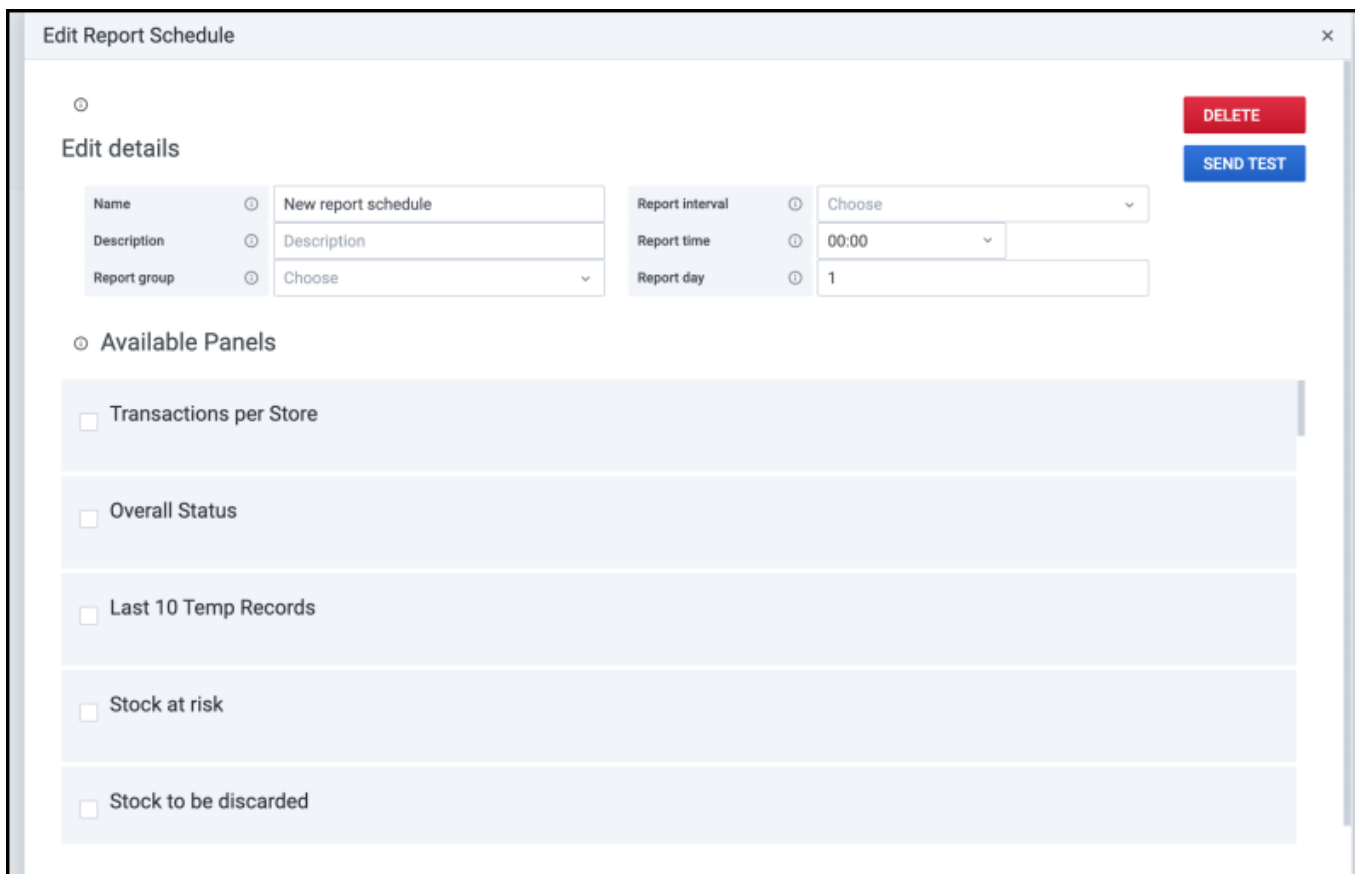 Edit Report Schedule
DELETE
Edit details
SEND TEST
Name New report schedule Report interval Choose
Description Description Report time 00:00
Report group Choose Report day 1
Available Panels
Transactions per Store
Overall Status
Last 10 Temp Records
Stock at risk
Stock to be discarded